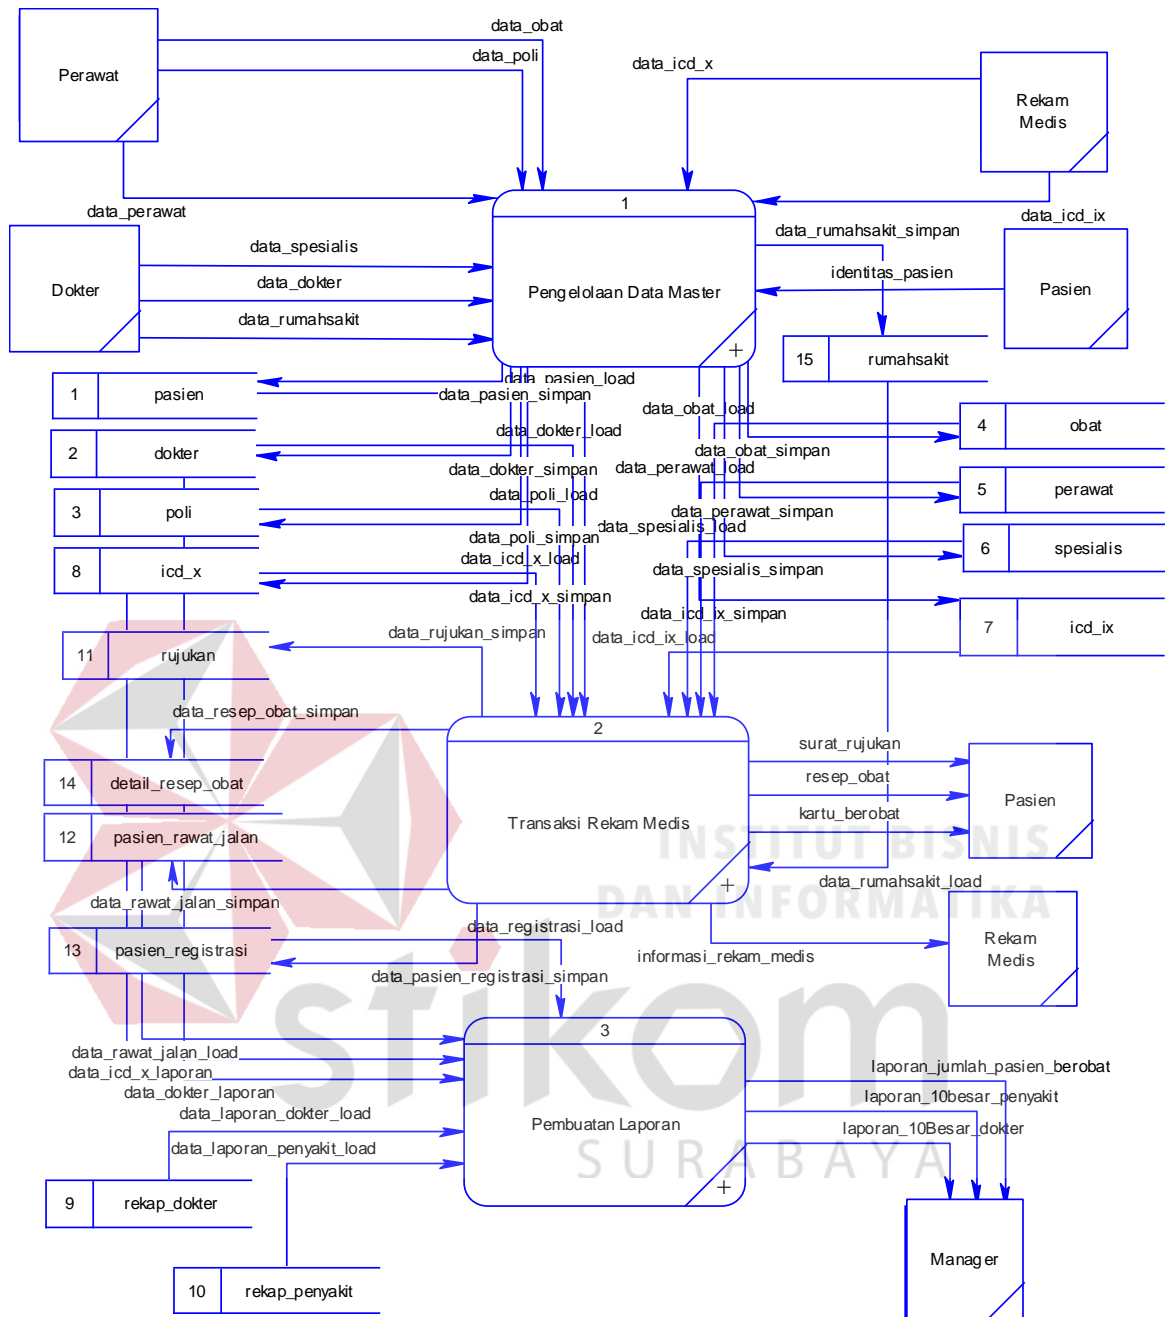 data_obat
data_poli
Perawat
data_icd_x
Rekam
Medis
data_perawat
1
data_icd_ix
data_spesialis
data_rumahsakit_simpan
data_dokter
identitas_pasien
Dokter
Pengelolaan Data Master
Pasien
data_rumahsakit
+
15 rumahsakit
1 pasien
data_pasien_load
data_pasien_simpan
data_obat_load
4 obat
2 dokter
data_dokter_load
data_obat_simpan
data_dokter_simpan
data_perawat_load
5 perawat
3 poli
data_poli_load
data_perawat_simpan
data_poli_simpan
data_spesialis_load
6 spesialis
8 icd_x
data_icd_x_load
data_spesialis_simpan
data_icd_x_simpan
data_icd_ix_simpan
7 icd_ix
data_rujukan_simpan
data_icd_ix_load
11 rujukan
data_resep_obat_simpan
2
surat_rujukan
14 detail_resep_obat
resep_obat
Pasien
12 pasien_rawat_jalan
Transaksi Rekam Medis
kartu_berobat
INSTITUT BISNIS
+
data_rumahsakit_load
DAN INFORMATIKA
data_rawat_jalan_simpan
data_registrasi_load
13 pasien_registrasi
informasi_rekam_medis
Rekam
Medis
data_pasien_registrasi_simpan
stikom
3
data_rawat_jalan_load
data_icd_x_laporan
data_dokter_laporan
laporan_jumlah_pasien_berobat
data_laporan_dokter_load
Pembuatan Laporan
laporan_10besar_penyakit
data_laporan_penyakit_load
laporan_10Besar_dokter
SURABAYA
+
9 rekap_dokter
Manager
10 rekap_penyakit